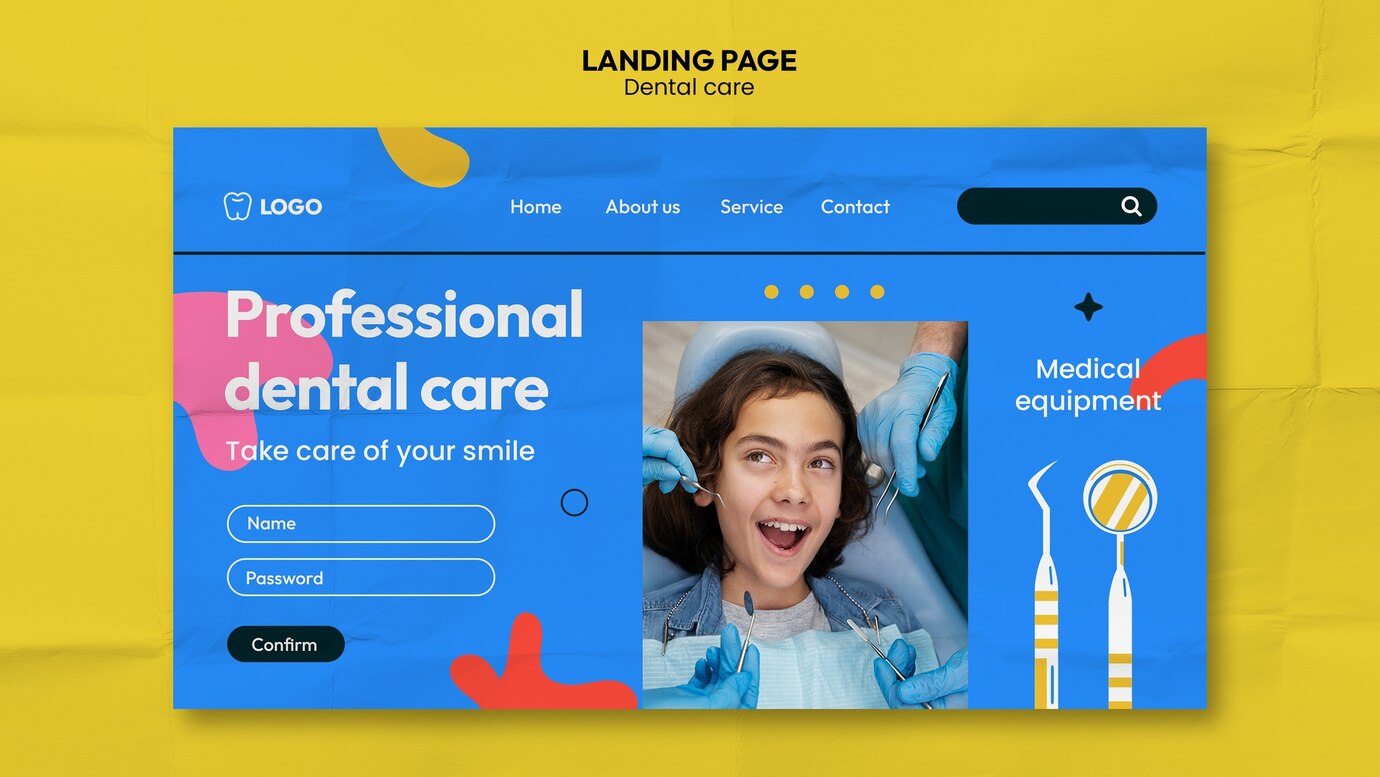 LANDING PAGE
Dental care
LOGO
Home
About us
Service
Contact
Professional
dental care
Take care of your smile
Name
Password
Confirm
Medical
equipment